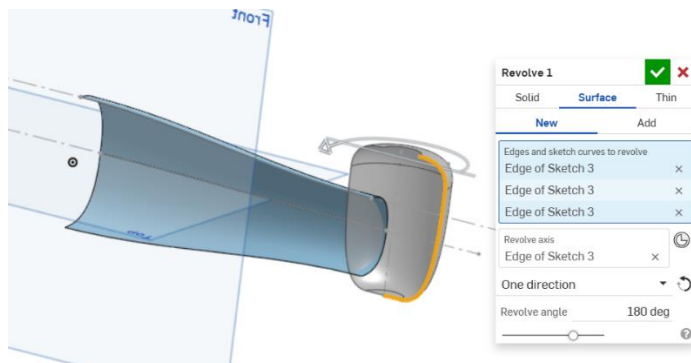 Front
Top
Revolve 1
Solid Surface Thin
New Add
Edges and sketch curves to revolve
Edge of Sketch 3
Edge of Sketch 3
Edge of Sketch 3
Revolve axis
Edge of Sketch 3
One direction
Revolve angle 180 deg